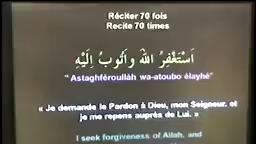 Réciter 70 fois
Recite 70 times
اَسْتَغْفِرُ اللّٰهَ وَاَتُوبُ اِلَيْهِ
" Astaghféroullâh wa-atoubo élayhé"
« Je demande le Pardon à Dieu, mon Seigneur, et
je me repens auprès de Lui. »
I seek forgiveness of Allah, and